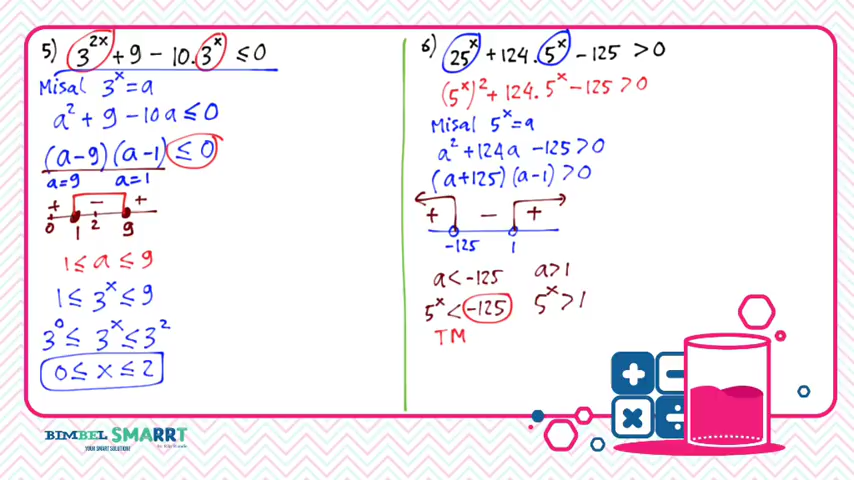 5) 3^{2x} + 9 - 10. 3^x ≤ 0
Misal 3^x = a
a² + 9 - 10a ≤ 0
(a-9) (a-1) ≤ 0
a=9 a=1
+ - +
0 1 2 9
1 ≤ a ≤ 9
1 ≤ 3^x ≤ 9
3^0 ≤ 3^x ≤ 3^2
0 ≤ x ≤ 2
6) 25^x + 124. 5^x - 125 > 0
(5^x)² + 124. 5^x - 125 > 0
Misal 5^x = a
a² + 124a - 125 > 0
(a+125) (a-1) > 0
+ - +
-125 1
a < -125 a > 1
5^x < -125 5^x > 1
TM
BIMBEL SMARRT
YOUR SMART SOLUTION!